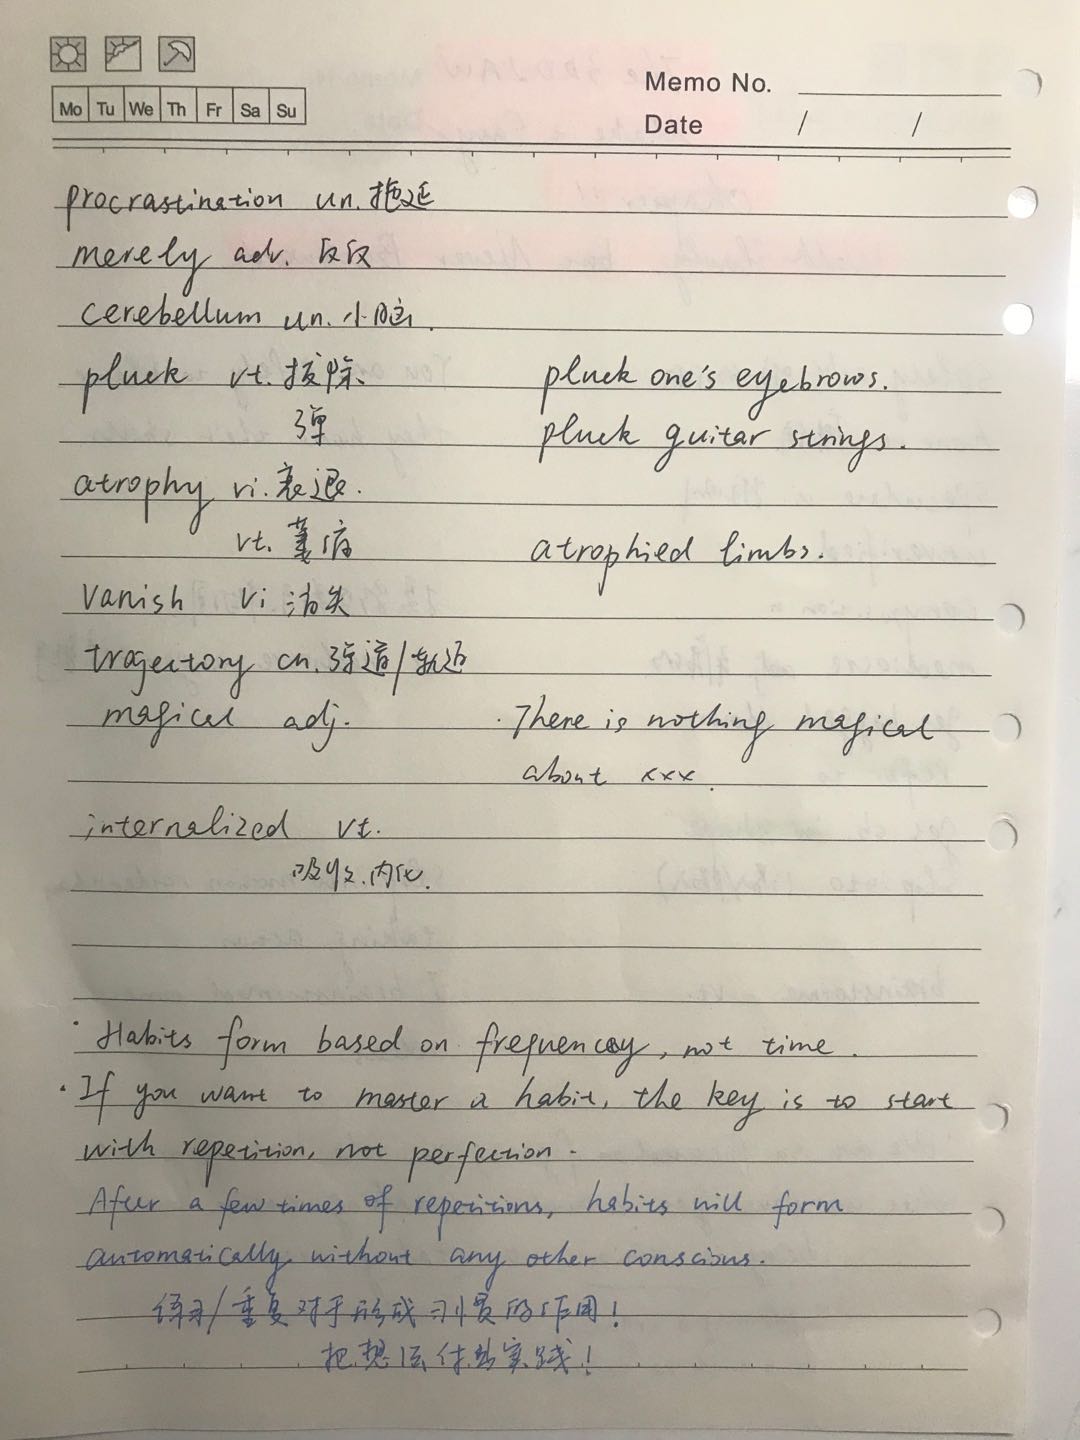 Memo No.
Mo Tu We Th Fr Sa Su
Date / /
procrastination un. 拖延
merely adv. 仅仅
cerebellum un. 小脑.
pluck vt. 拔除、 pluck one's eyebrows.
弹 pluck guitar strings.
atrophy vi. 衰退.
vt. 萎缩 atrophied limbs.
vanish vi 消失
tragectory cn. 弹道/轨迹
magical adj. · There is nothing magical
about xxx.
internalized vt.
吸收.内化.
· Habits form based on frequency, not time.
· If you want to master a habit, the key is to start
with repetition, not perfection.
After a few times of repetitions, habits will form
automatically without any other conscious.
练习/重复对于形成习惯的作用！
把想法付出实践！